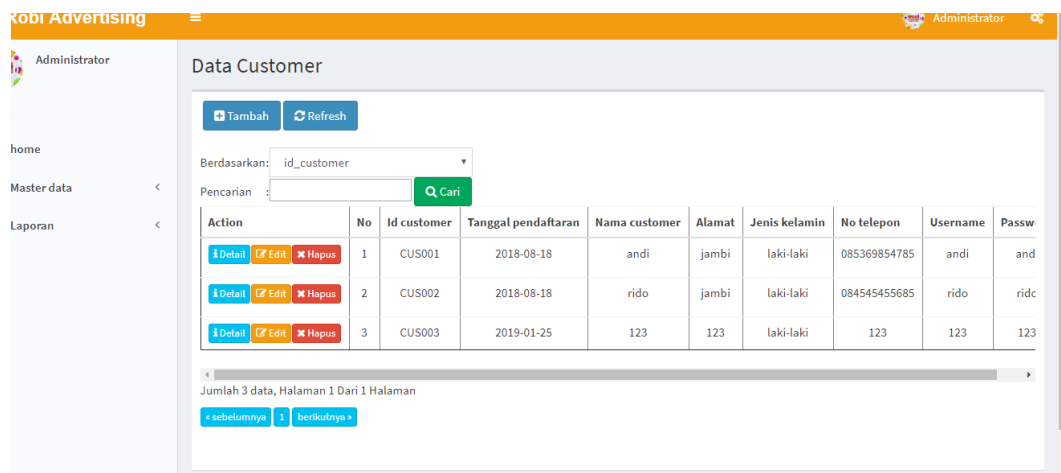 Robi Advertising
Administrator
Administrator
home
Master data
Laporan
Data Customer
Tambah Refresh
Berdasarkan: id_customer
Pencarian : Cari
Action No Id customer Tanggal pendaftaran Nama customer Alamat Jenis kelamin No telepon Username Passw
Detail Edit Hapus 1 CUS001 2018-08-18 andi jambi laki-laki 085369854785 andi and
Detail Edit Hapus 2 CUS002 2018-08-18 rido jambi laki-laki 084545455685 rido
Detail Edit Hapus 3 CUS003 2019-01-25 123 123 laki-laki 123 123 123
Jumlah 3 data, Halaman 1 Dari 1 Halaman
« sebelumnya 1 berikutnya »